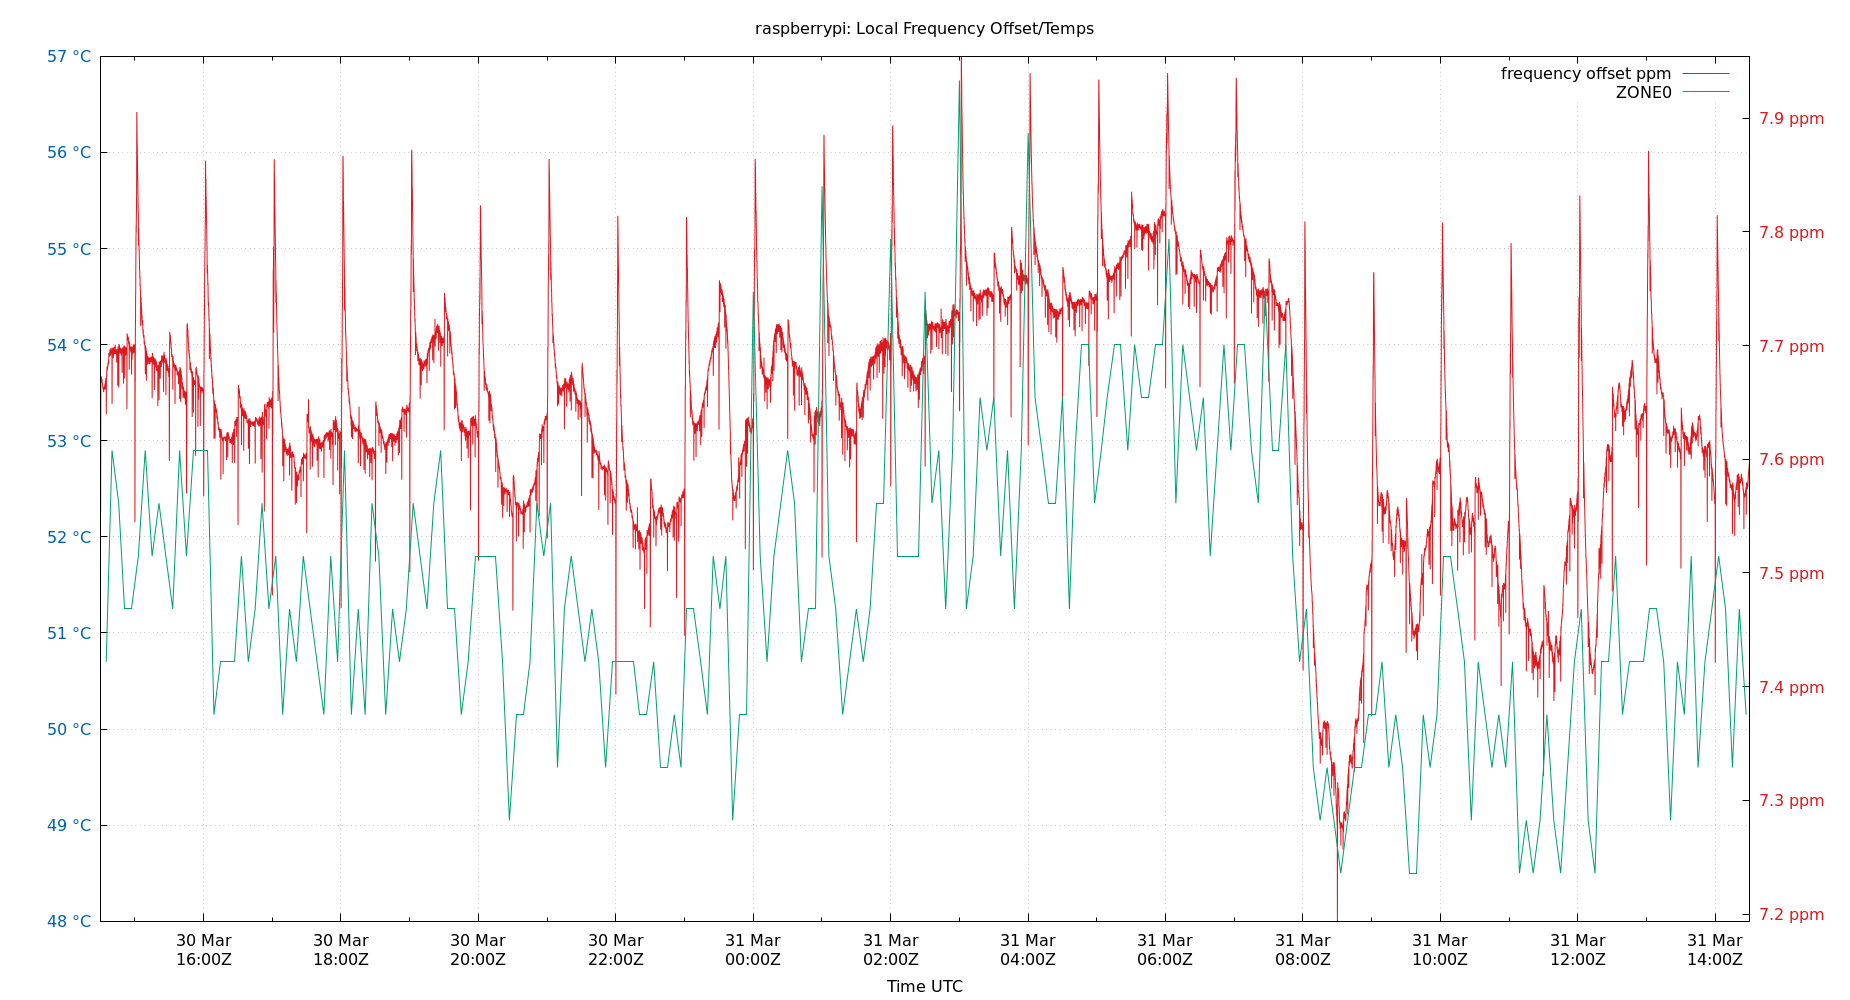 raspberrypi: Local Frequency Offset/Temps
frequency offset ppm
ZONE0
57 °C
56 °C
55 °C
54 °C
53 °C
52 °C
51 °C
50 °C
49 °C
48 °C
7.9 ppm
7.8 ppm
7.7 ppm
7.6 ppm
7.5 ppm
7.4 ppm
7.3 ppm
7.2 ppm
30 Mar
16:00Z
30 Mar
18:00Z
30 Mar
20:00Z
30 Mar
22:00Z
31 Mar
00:00Z
31 Mar
02:00Z
31 Mar
04:00Z
31 Mar
06:00Z
31 Mar
08:00Z
31 Mar
10:00Z
31 Mar
12:00Z
31 Mar
14:00Z
Time UTC